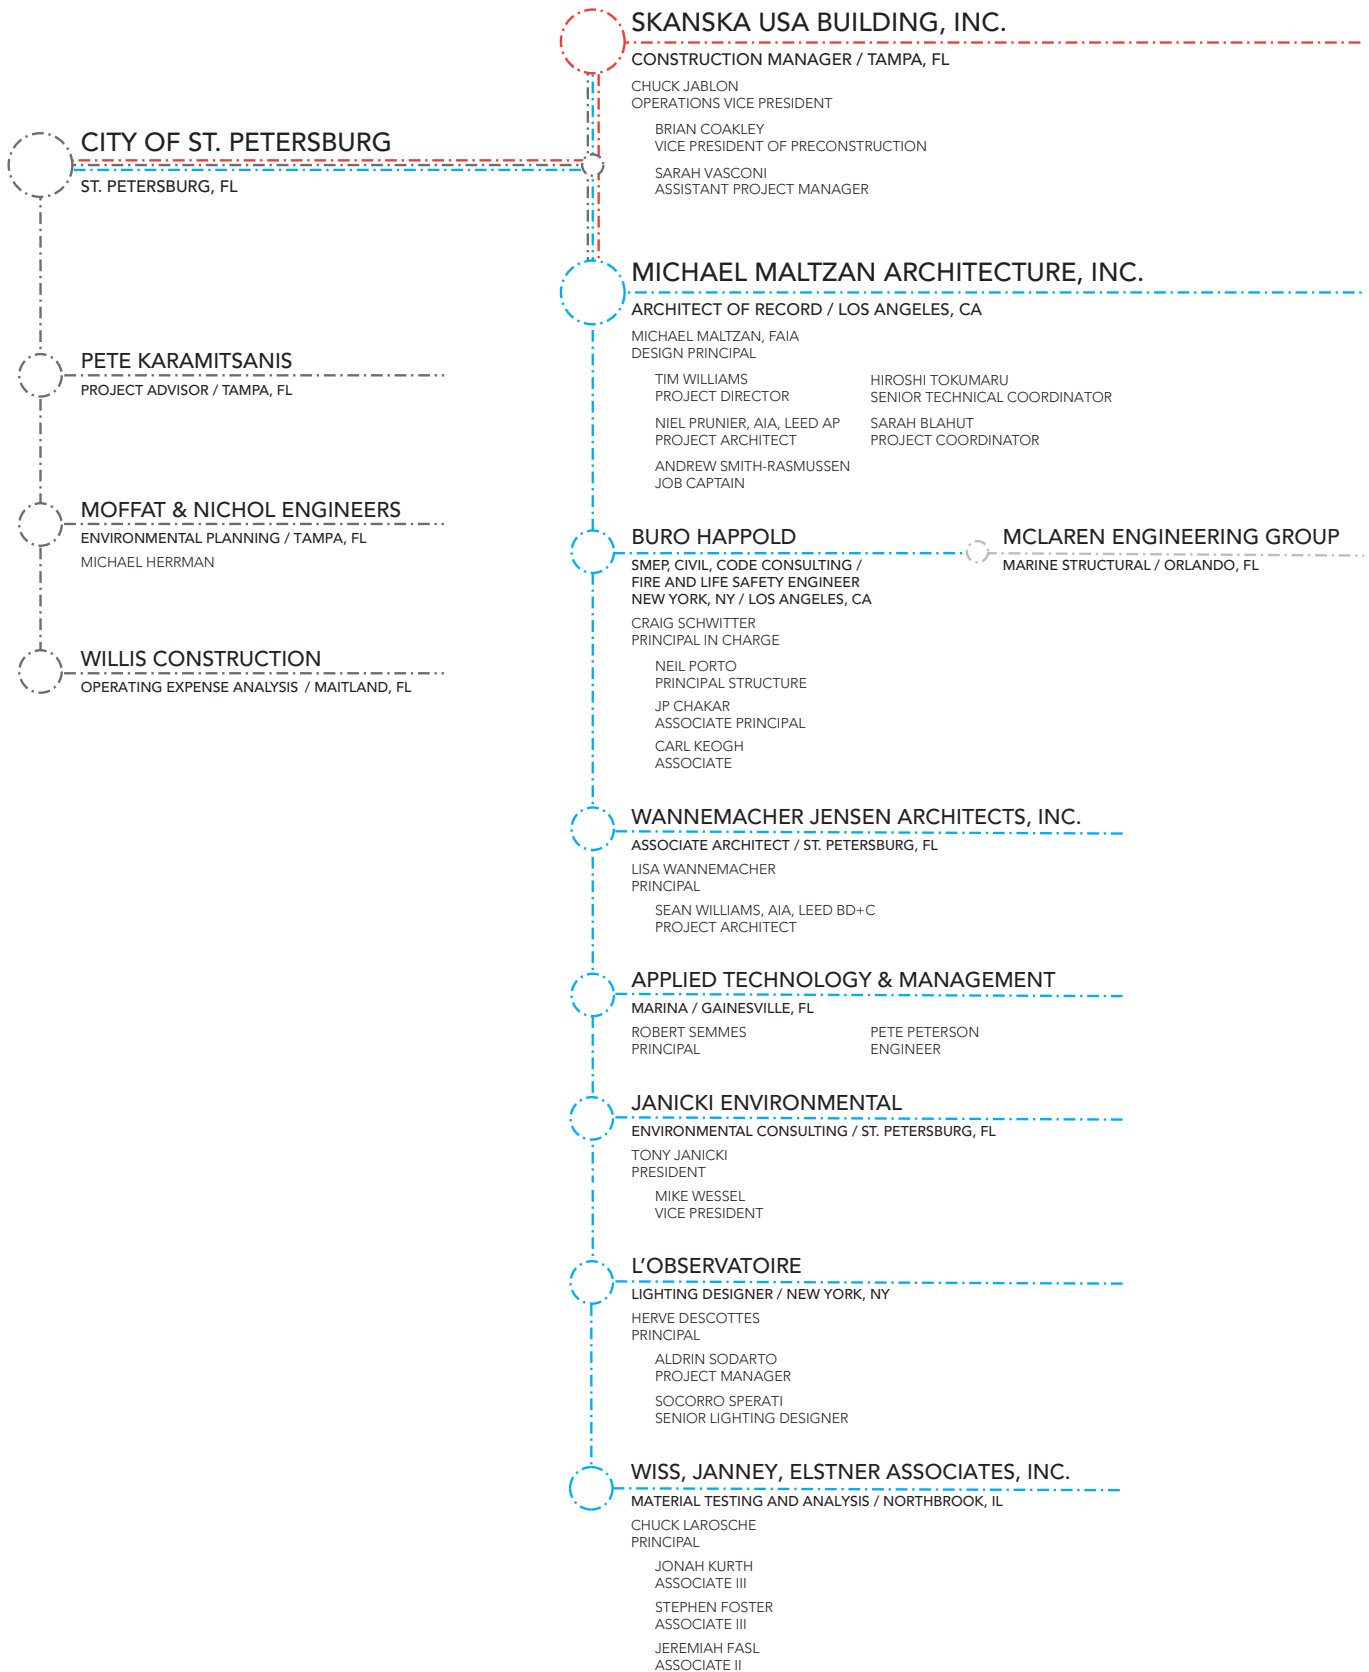 SKANSKA USA BUILDING, INC.
CONSTRUCTION MANAGER / TAMPA, FL
CHUCK JABLON
OPERATIONS VICE PRESIDENT
BRIAN COAKLEY
VICE PRESIDENT OF PRECONSTRUCTION
SARAH VASCONI
ASSISTANT PROJECT MANAGER
CITY OF ST. PETERSBURG
ST. PETERSBURG, FL
PETE KARAMITSANIS
PROJECT ADVISOR / TAMPA, FL
MOFFAT & NICHOL ENGINEERS
ENVIRONMENTAL PLANNING / TAMPA, FL
MICHAEL HERRMAN
WILLIS CONSTRUCTION
OPERATING EXPENSE ANALYSIS / MAITLAND, FL
MICHAEL MALTZAN ARCHITECTURE, INC.
ARCHITECT OF RECORD / LOS ANGELES, CA
MICHAEL MALTZAN, FAIA
DESIGN PRINCIPAL
TIM WILLIAMS
PROJECT DIRECTOR
NIEL PRUNIER, AIA, LEED AP
PROJECT ARCHITECT
ANDREW SMITH-RASMUSSEN
JOB CAPTAIN
HIROSHI TOKUMARU
SENIOR TECHNICAL COORDINATOR
SARAH BLAHUT
PROJECT COORDINATOR
BURO HAPPOLD
SMEP, CIVIL, CODE CONSULTING /
FIRE AND LIFE SAFETY ENGINEER
NEW YORK, NY / LOS ANGELES, CA
CRAIG SCHWITTER
PRINCIPAL IN CHARGE
NEIL PORTO
PRINCIPAL STRUCTURE
JP CHAKAR
ASSOCIATE PRINCIPAL
CARL KEOGH
ASSOCIATE
MCLAREN ENGINEERING GROUP
MARINE STRUCTURAL / ORLANDO, FL
WANNEMACHER JENSEN ARCHITECTS, INC.
ASSOCIATE ARCHITECT / ST. PETERSBURG, FL
LISA WANNEMACHER
PRINCIPAL
SEAN WILLIAMS, AIA, LEED BD+C
PROJECT ARCHITECT
APPLIED TECHNOLOGY & MANAGEMENT
MARINA / GAINESVILLE, FL
ROBERT SEMMES
PRINCIPAL
PETE PETERSON
ENGINEER
JANICKI ENVIRONMENTAL
ENVIRONMENTAL CONSULTING / ST. PETERSBURG, FL
TONY JANICKI
PRESIDENT
MIKE WESSEL
VICE PRESIDENT
L'OBSERVATOIRE
LIGHTING DESIGNER / NEW YORK, NY
HERVE DESCOTTES
PRINCIPAL
ALDRIN SODARTO
PROJECT MANAGER
SOCORRO SPERATI
SENIOR LIGHTING DESIGNER
WISS, JANNEY, ELSTNER ASSOCIATES, INC.
MATERIAL TESTING AND ANALYSIS / NORTHBROOK, IL
CHUCK LAROSCHE
PRINCIPAL
JONAH KURTH
ASSOCIATE III
STEPHEN FOSTER
ASSOCIATE III
JEREMIAH FASL
ASSOCIATE II